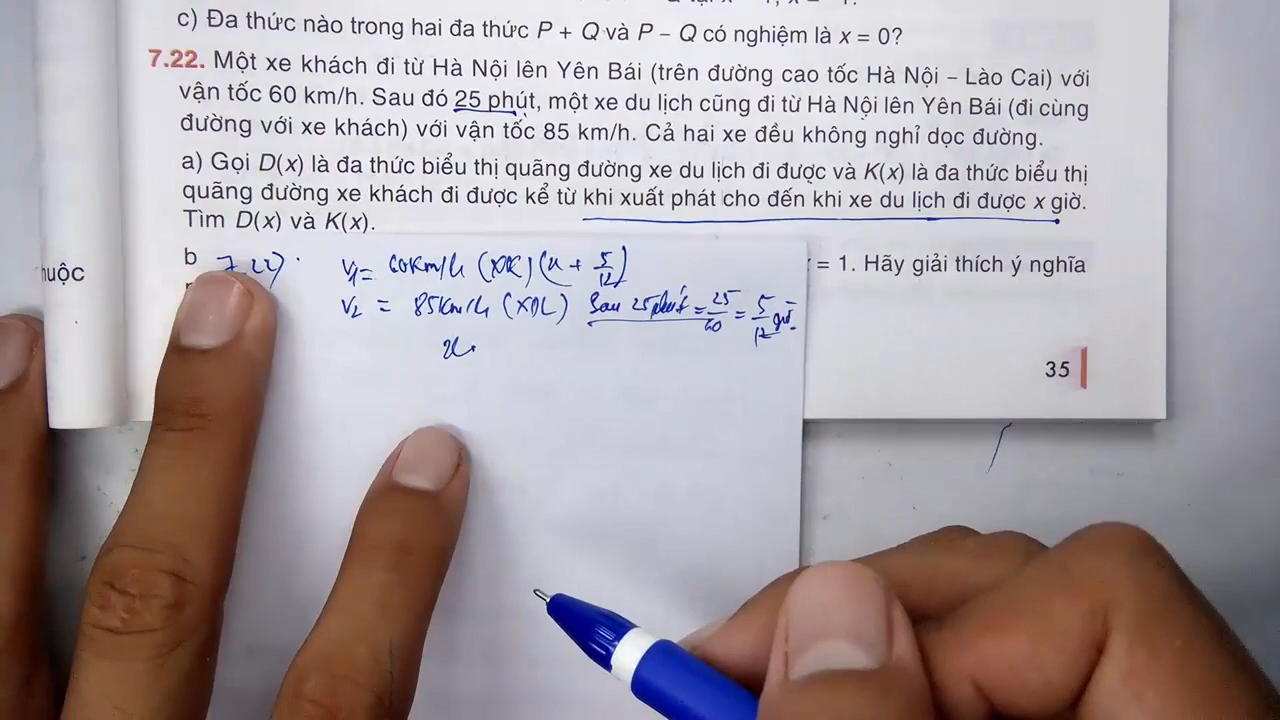 c) Đa thức nào trong hai đa thức P + Q và P – Q có nghiệm là x = 0?
7.22. Một xe khách đi từ Hà Nội lên Yên Bái (trên đường cao tốc Hà Nội – Lào Cai) với
vận tốc 60 km/h. Sau đó 25 phút, một xe du lịch cũng đi từ Hà Nội lên Yên Bái (đi cùng
đường với xe khách) với vận tốc 85 km/h. Cả hai xe đều không nghỉ dọc đường.
a) Gọi D(x) là đa thức biểu thị quãng đường xe du lịch đi được và K(x) là đa thức biểu thị
quãng đường xe khách đi được kể từ khi xuất phát cho đến khi xe du lịch đi được x giờ.
Tìm D(x) và K(x).
b
= 1. Hãy giải thích ý nghĩa
huộc
7.22)
V1 = 60km/h (XK) (x + 5/12)
V2 = 85km/h (XDL) Sau 25 phút = 25/60 = 5/12 giờ
x
35